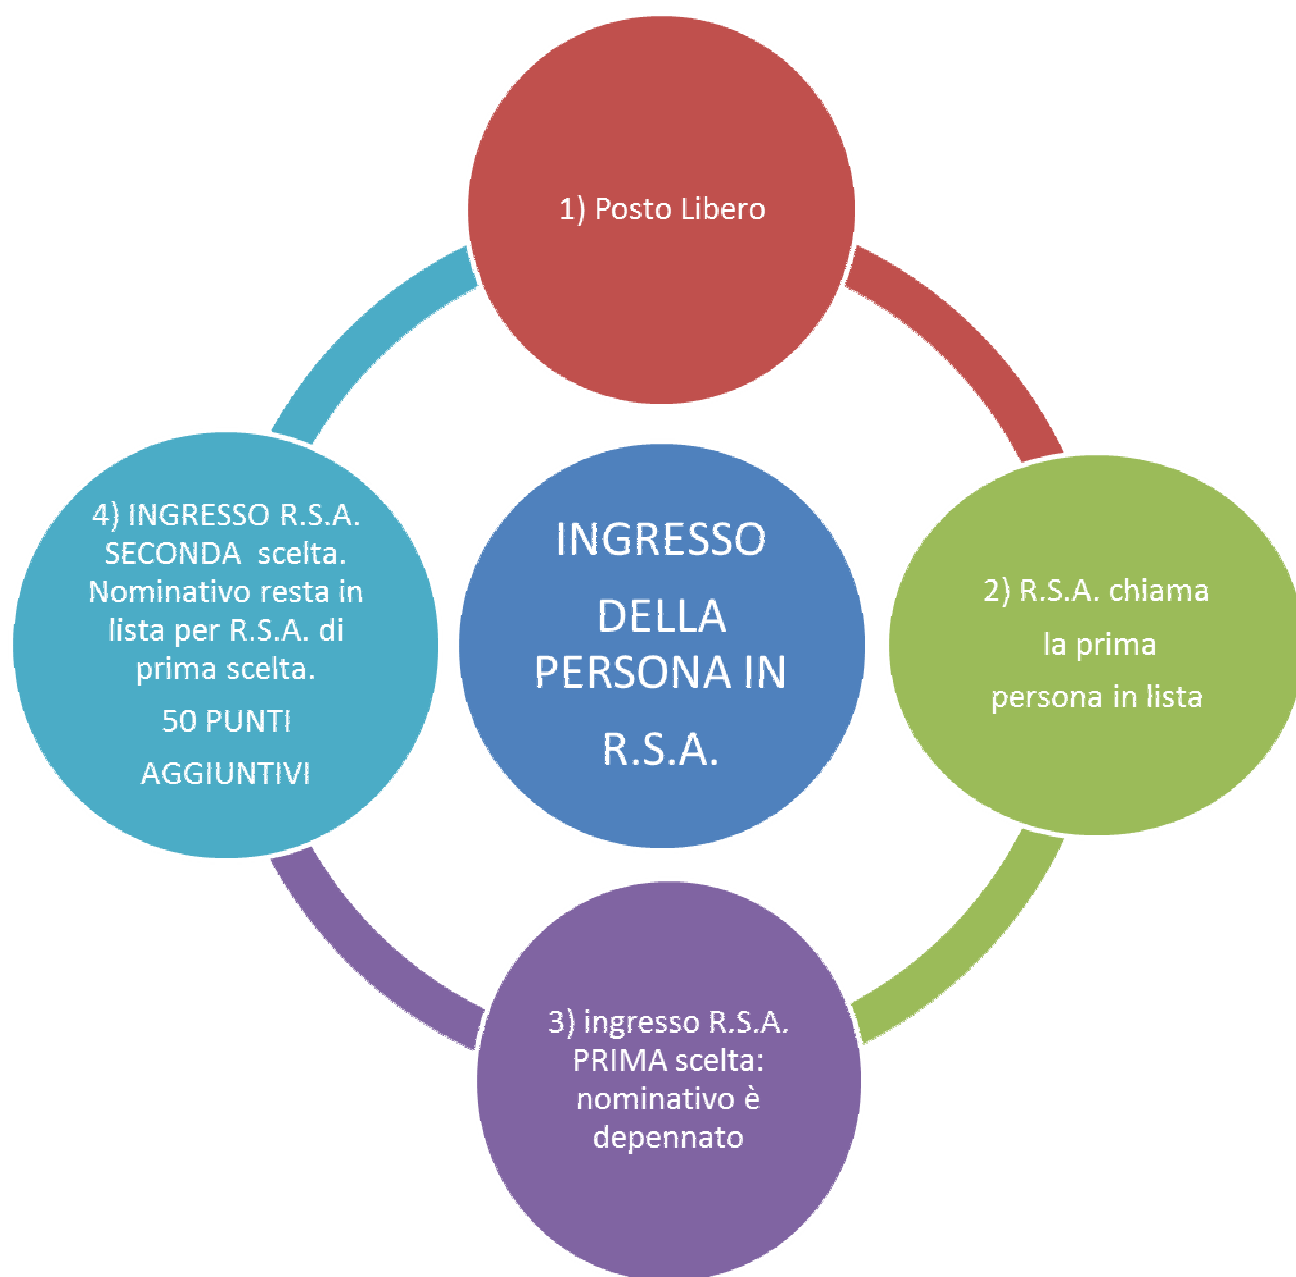 1) Posto Libero
2) R.S.A. chiama
la prima
persona in lista
3) ingresso R.S.A.
PRIMA scelta:
nominativo è
depennato
4) INGRESSO R.S.A.
SECONDA scelta.
Nominativo resta in
lista per R.S.A. di
prima scelta.
50 PUNTI
AGGIUNTIVI
INGRESSO
DELLA
PERSONA IN
R.S.A.